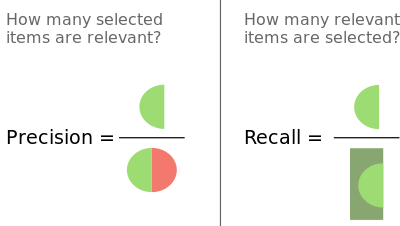 How many selected
items are relevant?
Precision =
How many relevant
items are selected?
Recall =